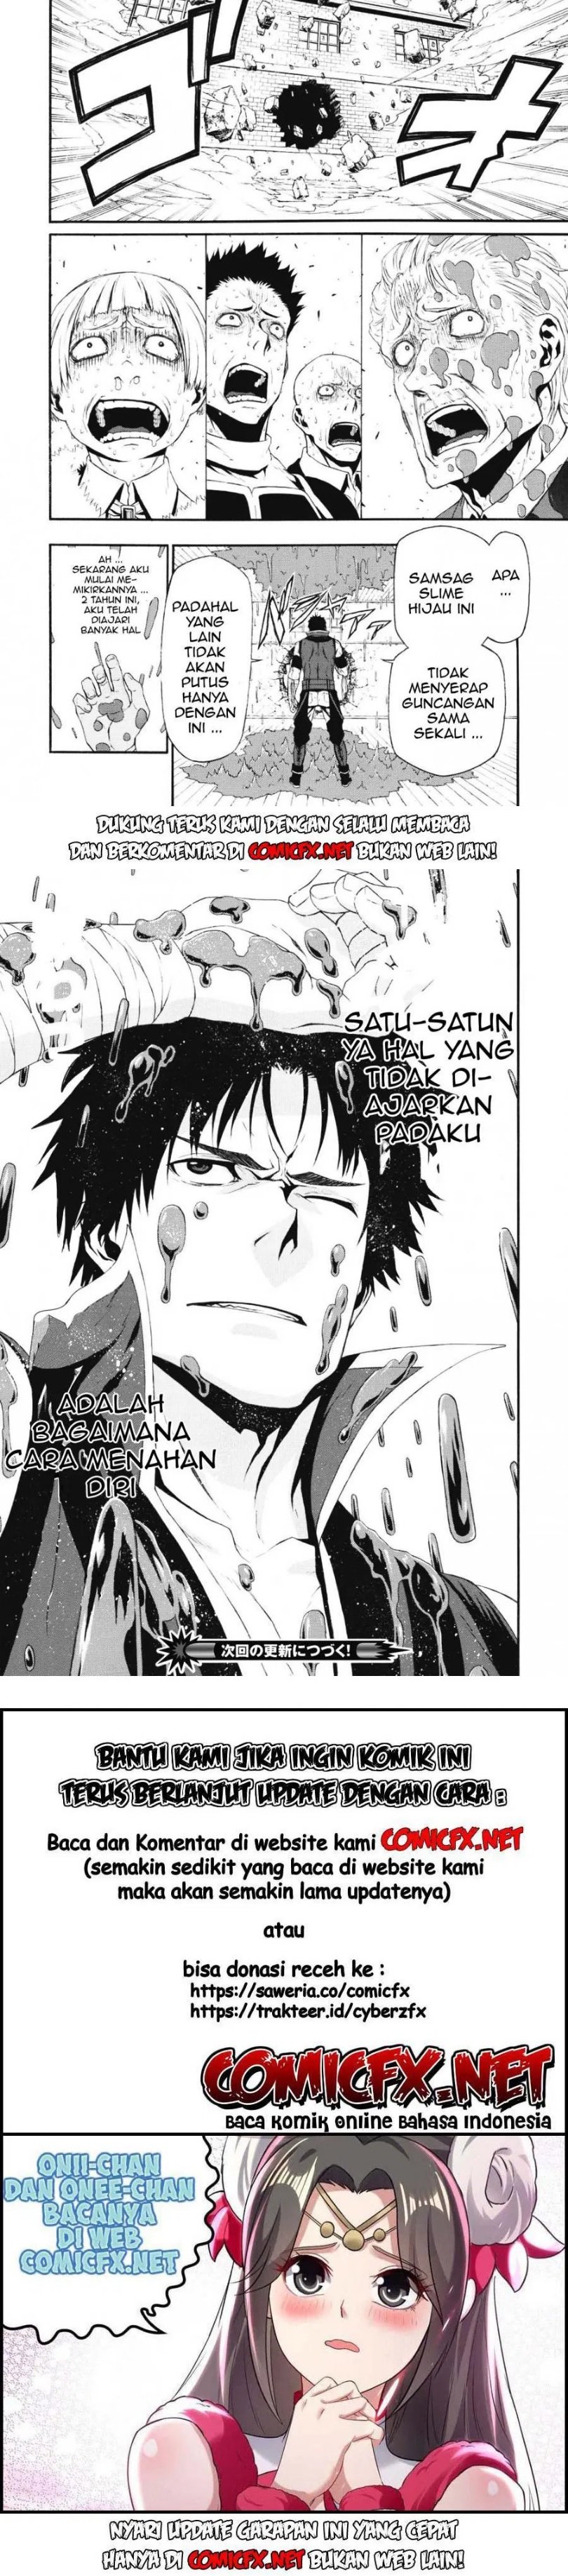 ゴオ
APA
...
SAMSAG
SLIME
HIJAU INI
TIDAK
MENYERAP
GUNCANGAN
SAMA
SEKALI ...
PADAHAL
YANG
LAIN
TIDAK
AKAN
PUTUS
HANYA
DENGAN
INI ...
AH ...
SEKARANG AKU
MULAI ME-
MIKIRKANNYA ...
2 TAHUN INI,
AKU TELAH
DIAJARI
BANYAK HAL
DUKUNG TERUS KAMI DENGAN SELALU MEMBACA
DAN BERKOMENTAR DI COMICFX.NET BUKAN WEB LAIN!
SATU-SATUN
YA HAL YANG
TIDAK DI-
AJARKAN
PADAKU
ADALAH
BAGAIMANA
CARA MENAHAN
DIRI
次回の更新につづく!
BANTU KAMI JIKA INGIN KOMIK INI
TERUS BERLANJUT UPDATE DENGAN CARA :
Baca dan Komentar di website kami COMICFX.NET
(semakin sedikit yang baca di website kami
maka akan semakin lama updatenya)
atau
bisa donasi receh ke :
https://saweria.co/comicfx
https://trakteer.id/cyberzfx
COMICFX.NET
Baca Komik Online Bahasa Indonesia
ONII-CHAN
DAN ONEE-CHAN
BACANYA
DI WEB
COMICFX.NET
NYARI UPDATE GARAPAN INI YANG CEPAT
HANYA DI COMICFX.NET BUKAN WEB LAIN!